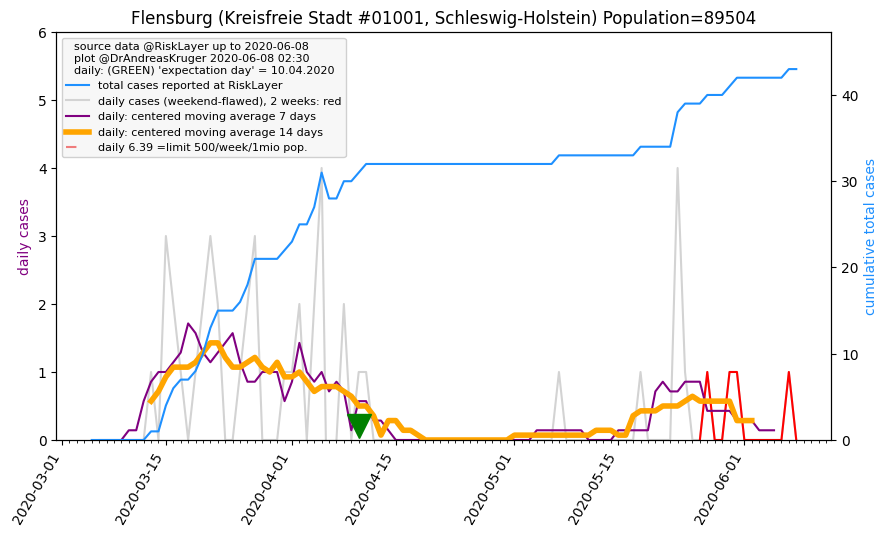 Flensburg (Kreisfreie Stadt #01001, Schleswig-Holstein) Population=89504
source data @RiskLayer up to 2020-06-08
plot @DrAndreasKruger 2020-06-08 02:30
daily: (GREEN) 'expectation day' = 10.04.2020
total cases reported at RiskLayer
daily cases (weekend-flawed), 2 weeks: red
daily: centered moving average 7 days
daily: centered moving average 14 days
daily 6.39 =limit 500/week/1mio pop.
daily cases
6
5
4
3
2
1
0
cumulative total cases
40
30
20
10
0
2020-03-01
2020-03-15
2020-04-01
2020-04-15
2020-05-01
2020-05-15
2020-06-01